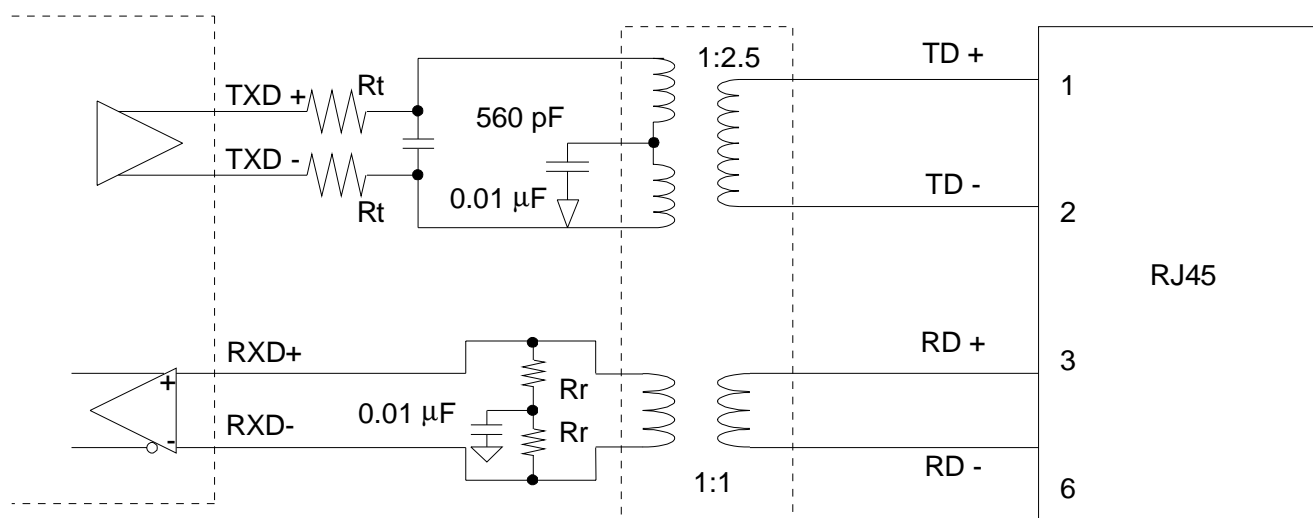 1:2.5
TD +
TXD +
Rt
1
560 pF
TXD -
0.01 µF
Rt
TD -
2
RJ45
RXD+
RD +
3
+
Rr
0.01 µF
RXD-
-
Rr
RD -
1:1
6